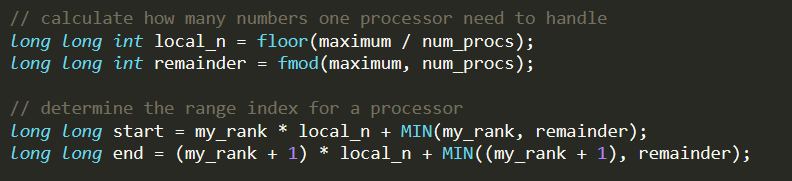 // calculate how many numbers one processor need to handle
long long int local_n = floor(maximum / num_procs);
long long int remainder = fmod(maximum, num_procs);
// determine the range index for a processor
long long start = my_rank * local_n + MIN(my_rank, remainder);
long long end = (my_rank + 1) * local_n + MIN((my_rank + 1), remainder);